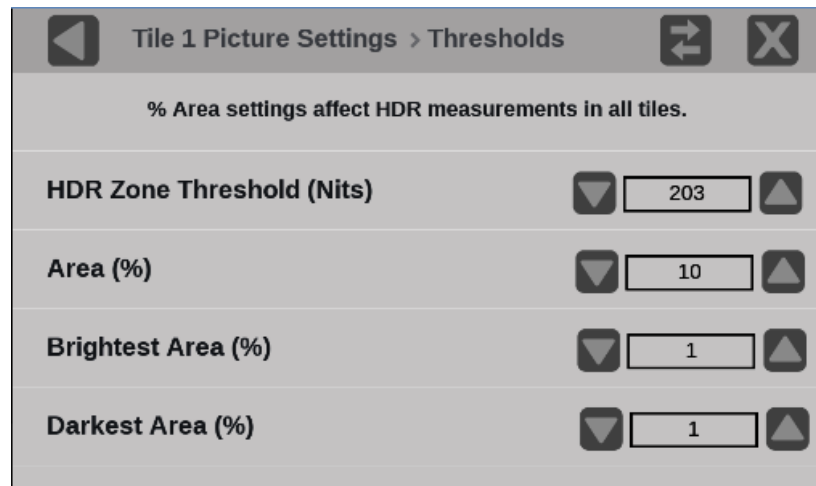 Tile 1 Picture Settings > Thresholds
% Area settings affect HDR measurements in all tiles.
HDR Zone Threshold (Nits) 203
Area (%) 10
Brightest Area (%) 1
Darkest Area (%) 1